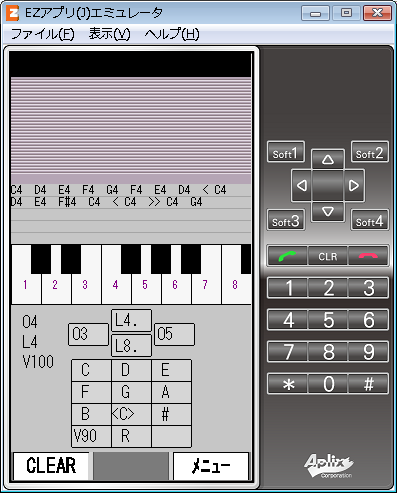 EZアプリ(J)エミュレータ
ファイル(F) 表示(V) ヘルプ(H)
C4 D4 E4 F4 G4 F4 E4 D4 < C4
D4 E4 F#4 C4 < C4 >> C4 G4
1 2 3 4 5 6 7 8
O4
L4
V100
O3
L4.
L8.
O5
C D E
F G A
B <C> #
V90 R
CLEAR
メニュー
Soft1
Soft2
Soft3
Soft4
CLR
1 2 3
4 5 6
7 8 9
* 0 #
Aplix
Corporation